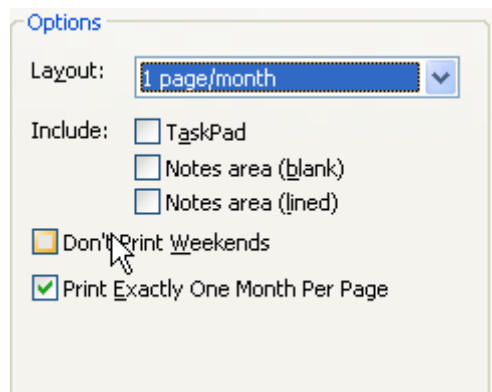 Options
Layout: 1 page/month
Include: TaskPad
Notes area (blank)
Notes area (lined)
Don't Print Weekends
Print Exactly One Month Per Page